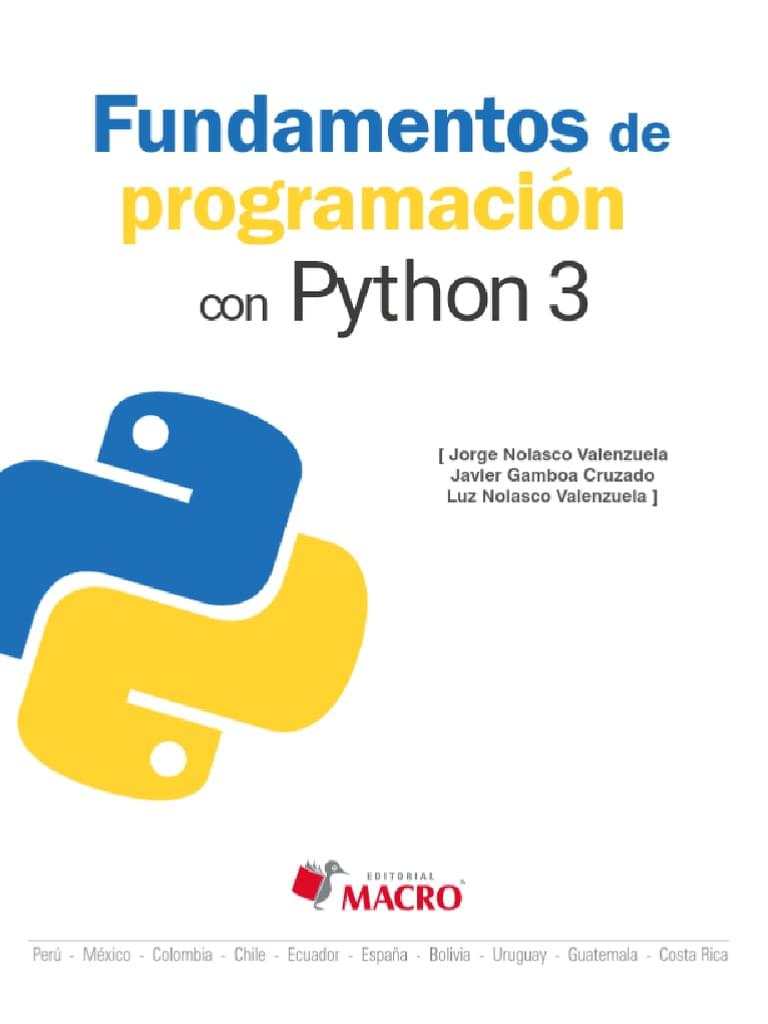 Fundamentos de
programación
con Python 3
[ Jorge Nolasco Valenzuela
Javier Gamboa Cruzado
Luz Nolasco Valenzuela ]
EDITORIAL
MACRO
Perú - México - Colombia - Chile - Ecuador - España - Bolivia - Uruguay - Guatemala - Costa Rica